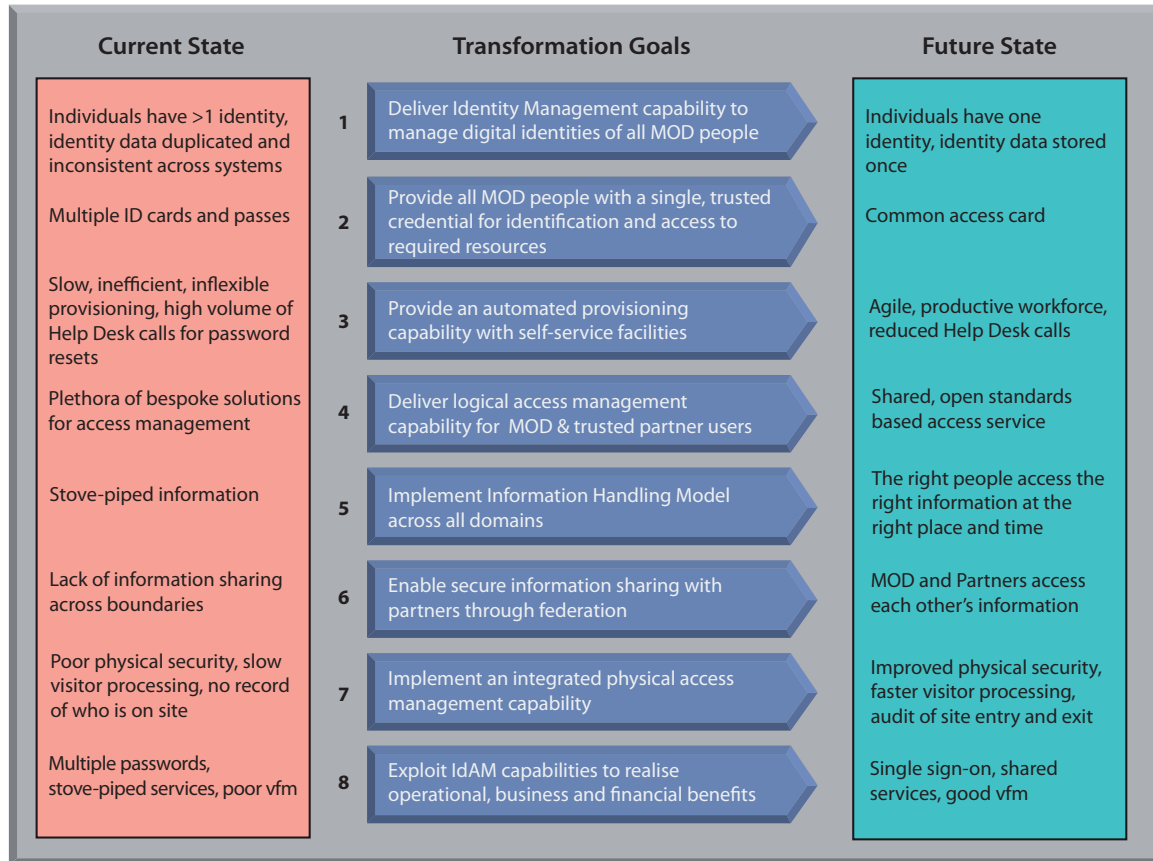 Current State
Transformation Goals
Future State
Individuals have >1 identity,
identity data duplicated and
inconsistent across systems
1
Deliver Identity Management capability to
manage digital identities of all MOD people
Individuals have one
identity, identity data stored
once
Multiple ID cards and passes
2
Provide all MOD people with a single, trusted
credential for identification and access to
required resources
Common access card
Slow, inefficient, inflexible
provisioning, high volume of
Help Desk calls for password
resets
3
Provide an automated provisioning
capability with self-service facilities
Agile, productive workforce,
reduced Help Desk calls
Plethora of bespoke solutions
for access management
4
Deliver logical access management
capability for MOD & trusted partner users
Shared, open standards
based access service
Stove-piped information
5
Implement Information Handling Model
across all domains
The right people access the
right information at the
right place and time
Lack of information sharing
across boundaries
6
Enable secure information sharing with
partners through federation
MOD and Partners access
each other's information
Poor physical security, slow
visitor processing, no record
of who is on site
7
Implement an integrated physical access
management capability
Improved physical security,
faster visitor processing,
audit of site entry and exit
Multiple passwords,
stove-piped services, poor vfm
8
Exploit IdAM capabilities to realise
operational, business and financial benefits
Single sign-on, shared
services, good vfm